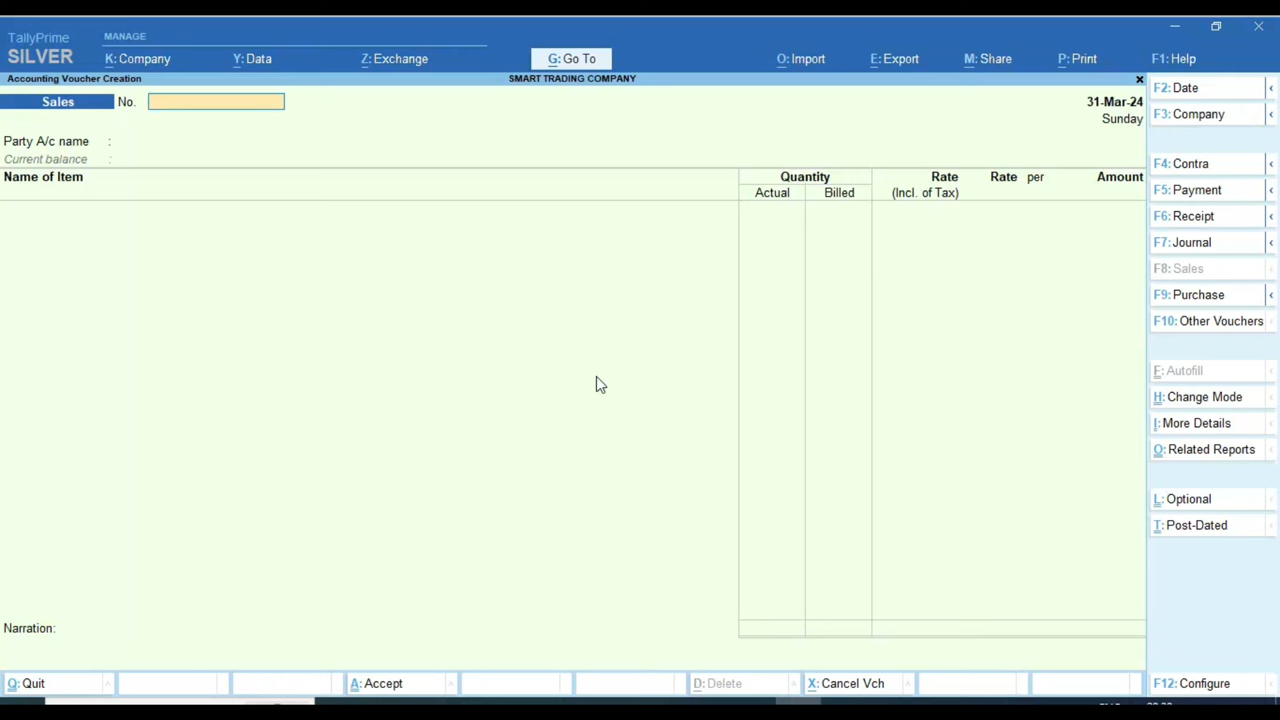 TallyPrime
SILVER
MANAGE
K: Company
Y: Data
Z: Exchange
G: Go To
O: Import
E: Export
M: Share
P: Print
F1: Help
Accounting Voucher Creation
SMART TRADING COMPANY
×
Sales No.
31-Mar-24
Sunday
Party A/c name :
Current balance :
Name of Item
Quantity
Actual
Billed
Rate
(Incl. of Tax)
Rate per
Amount
Narration:
F2: Date
F3: Company
F4: Contra
F5: Payment
F6: Receipt
F7: Journal
F8: Sales
F9: Purchase
F10: Other Vouchers
F: Autofill
H: Change Mode
I: More Details
O: Related Reports
L: Optional
T: Post-Dated
Q: Quit
A: Accept
D: Delete
X: Cancel Vch
F12: Configure